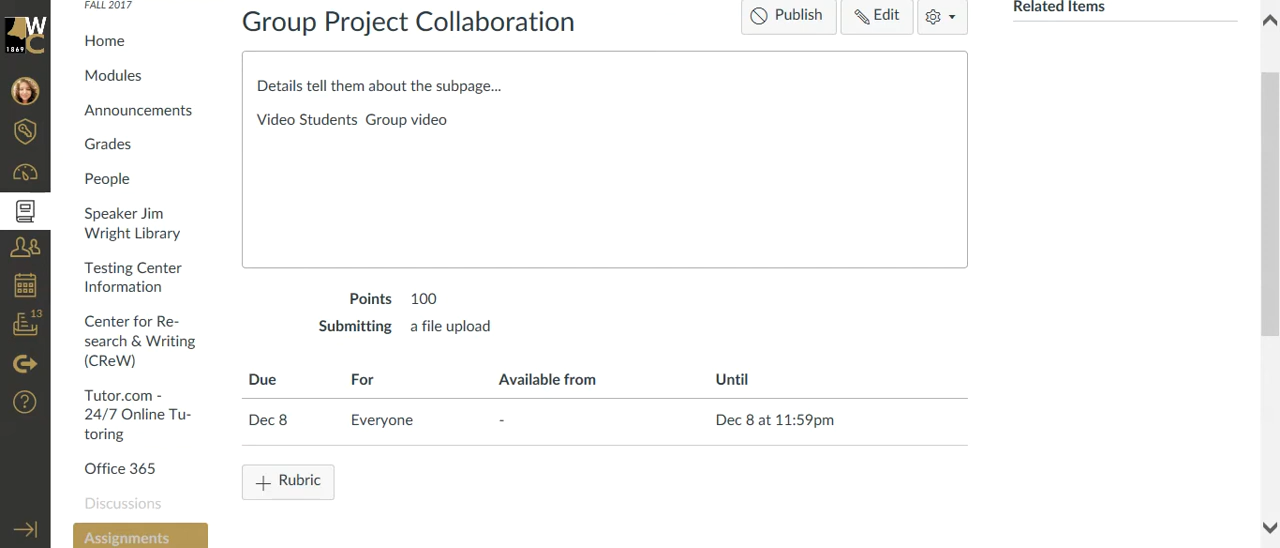 FALL 2017
WC
1869
Home
Modules
Announcements
Grades
People
Speaker Jim
Wright Library
Testing Center
Information
Center for Re-
search & Writing
(CReW)
Tutor.com -
24/7 Online Tu-
toring
Office 365
Discussions
Assignments
13
Group Project Collaboration
Publish
Edit
Details tell them about the subpage...
Video Students  Group video
Points 100
Submitting a file upload
Due For Available from Until
Dec 8 Everyone - Dec 8 at 11:59pm
+ Rubric
Related Items